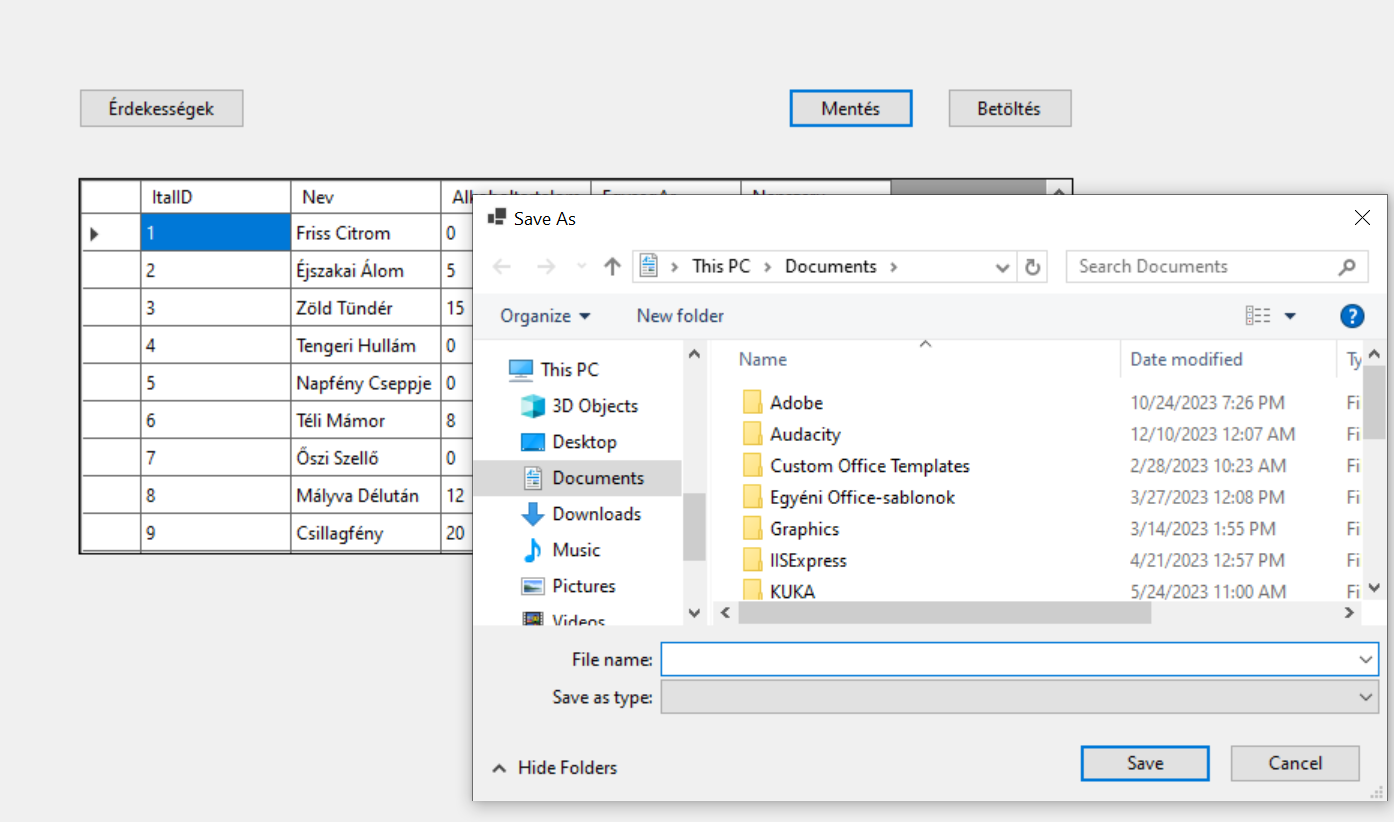 Érdekességek
Mentés
Betöltés
ItalID Nev
1 Friss Citrom 0
2 Éjszakai Álom 5
3 Zöld Tündér 15
4 Tengeri Hullám 0
5 Napfény Cseppje 0
6 Téli Mámor 8
7 Őszi Szellő 0
8 Mályva Délután 12
9 Csillagfény 20
Save As
This PC > Documents >
Search Documents
Organize
New folder
This PC
3D Objects
Desktop
Documents
Downloads
Music
Pictures
Videos
Name Date modified
Adobe 10/24/2023 7:26 PM Fi
Audacity 12/10/2023 12:07 AM Fi
Custom Office Templates 2/28/2023 10:23 AM Fi
Egyéni Office-sablonok 3/27/2023 12:08 PM Fi
Graphics 3/14/2023 1:55 PM Fi
IISExpress 4/21/2023 12:57 PM Fi
KUKA 5/24/2023 11:00 AM Fi
File name:
Save as type:
Hide Folders
Save
Cancel